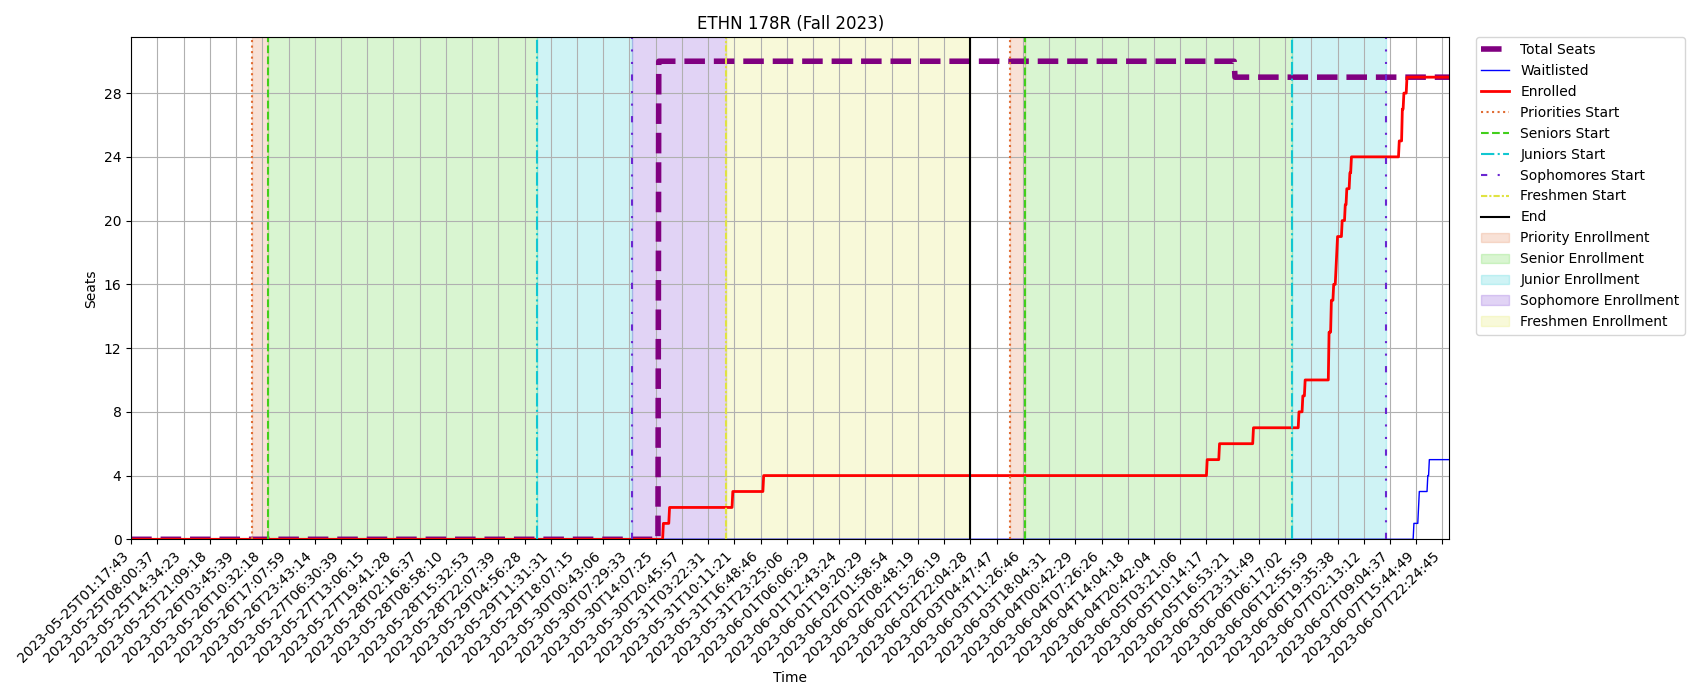 ETHN 178R (Fall 2023)
Seats
28
24
20
16
12
8
4
0
2023-05-25T01:17:43
2023-05-25T08:00:37
2023-05-25T14:34:23
2023-05-25T21:09:18
2023-05-26T03:45:39
2023-05-26T10:32:18
2023-05-26T17:07:59
2023-05-26T23:43:14
2023-05-27T06:30:39
2023-05-27T13:06:15
2023-05-27T19:41:28
2023-05-28T02:16:37
2023-05-28T08:58:10
2023-05-28T15:32:53
2023-05-28T22:07:39
2023-05-29T04:56:28
2023-05-29T11:31:31
2023-05-29T18:07:15
2023-05-30T00:43:06
2023-05-30T07:29:33
2023-05-30T14:07:25
2023-05-30T20:45:57
2023-05-31T03:22:31
2023-05-31T10:11:21
2023-05-31T16:48:46
2023-05-31T23:25:06
2023-06-01T06:06:29
2023-06-01T12:43:24
2023-06-01T19:20:29
2023-06-02T01:58:54
2023-06-02T08:48:19
2023-06-02T15:26:19
2023-06-02T22:04:28
2023-06-03T04:47:47
2023-06-03T11:26:46
2023-06-03T18:04:31
2023-06-04T00:42:29
2023-06-04T07:26:26
2023-06-04T14:04:18
2023-06-04T20:42:04
2023-06-05T03:21:06
2023-06-05T10:14:17
2023-06-05T16:53:21
2023-06-05T23:31:49
2023-06-06T06:17:02
2023-06-06T12:55:59
2023-06-06T19:35:38
2023-06-07T02:13:12
2023-06-07T09:04:37
2023-06-07T15:44:49
2023-06-07T22:24:45
Time
Total Seats
Waitlisted
Enrolled
Priorities Start
Seniors Start
Juniors Start
Sophomores Start
Freshmen Start
End
Priority Enrollment
Senior Enrollment
Junior Enrollment
Sophomore Enrollment
Freshmen Enrollment